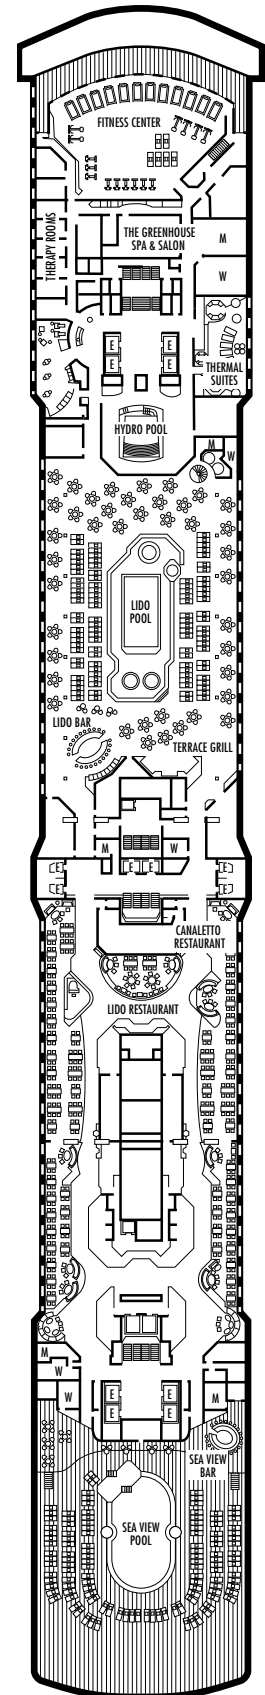 FITNESS CENTER
THERAPY ROOMS
THE GREENHOUSE
SPA & SALON
M
W
E
E
E
E
THERMAL
SUITES
HYDRO POOL
M
W
LIDO
POOL
LIDO BAR
TERRACE GRILL
M
W
E
E
E
E
E
E
CANALETTO
RESTAURANT
LIDO RESTAURANT
M
W
W
E
E
E
E
M
SEA VIEW
BAR
SEA VIEW
POOL